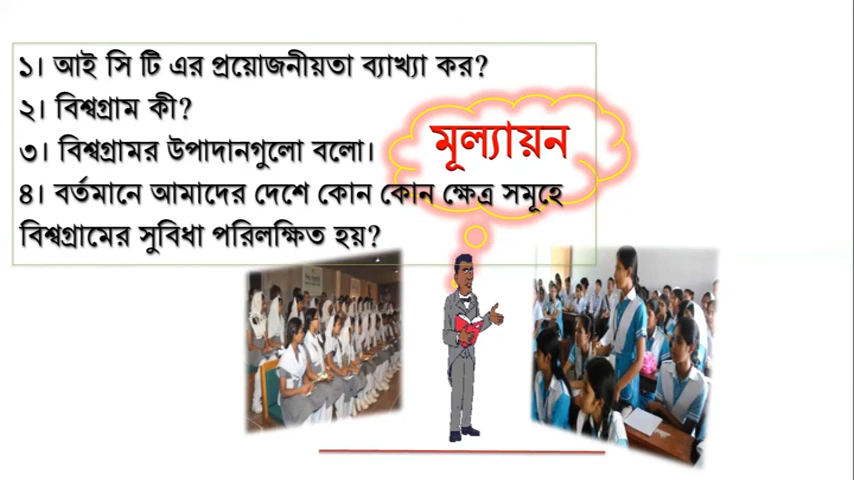 ১। আই সি টি এর প্রয়োজনীয়তা ব্যাখ্যা কর?
২। বিশ্বগ্রাম কী?
৩। বিশ্বগ্রামর উপাদানগুলো বলো।
৪। বর্তমানে আমাদের দেশে কোন কোন ক্ষেত্র সমূহে
বিশ্বগ্রামের সুবিধা পরিলক্ষিত হয়?
মূল্যায়ন